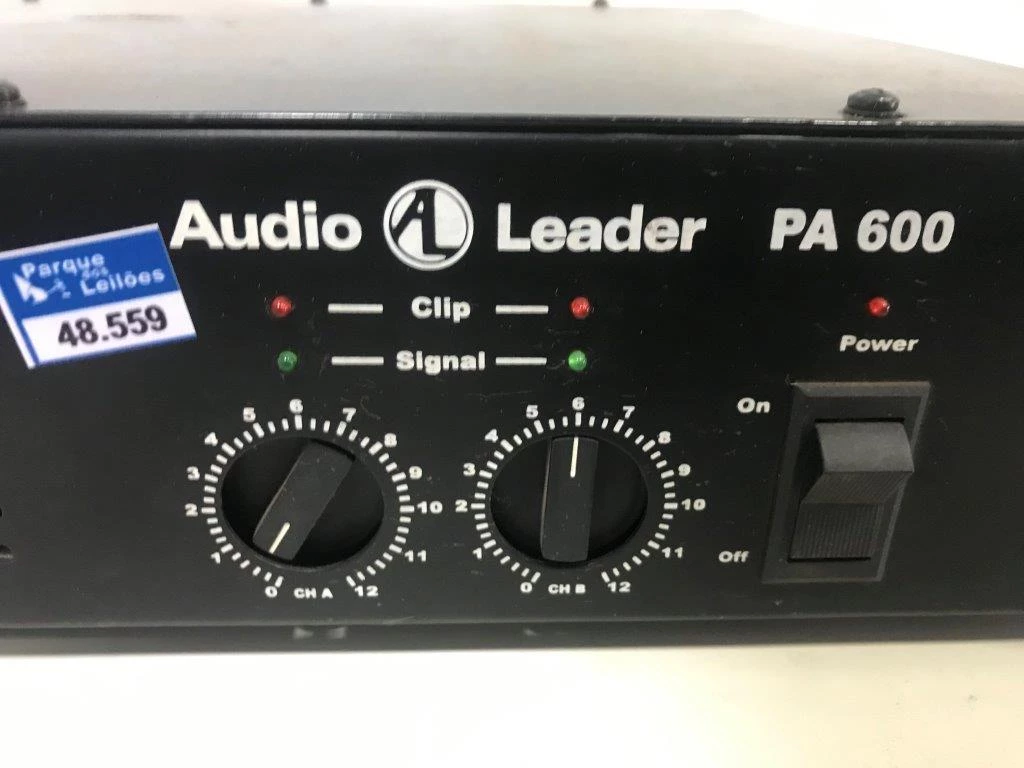 Audio AL Leader PA 600
Parque
dos
Leilões
48.559
Clip
Signal
Power
On
Off
0 1 2 3 4 5 6 7 8 9 10 11 12
CH A
0 1 2 3 4 5 6 7 8 9 10 11 12
CH B